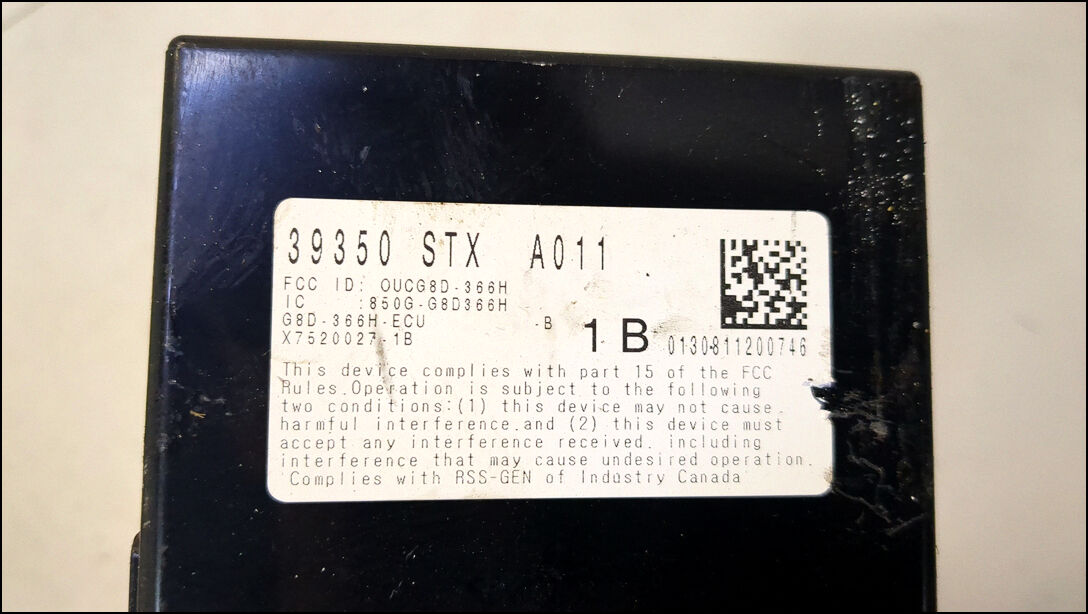 39350 STX A011
FCC ID: OUCG8D-366H
IC :850G-G8D366H
G8D-366H-ECU -B
X7520027-1B
1B
0130811200746
This device complies with part 15 of the FCC
Rules.Operation is subject to the following
two conditions:(1) this device may not cause
harmful interference.and (2) this device must
accept any interference received. including
interference that may cause undesired operation.
Complies with RSS-GEN of Industry Canada